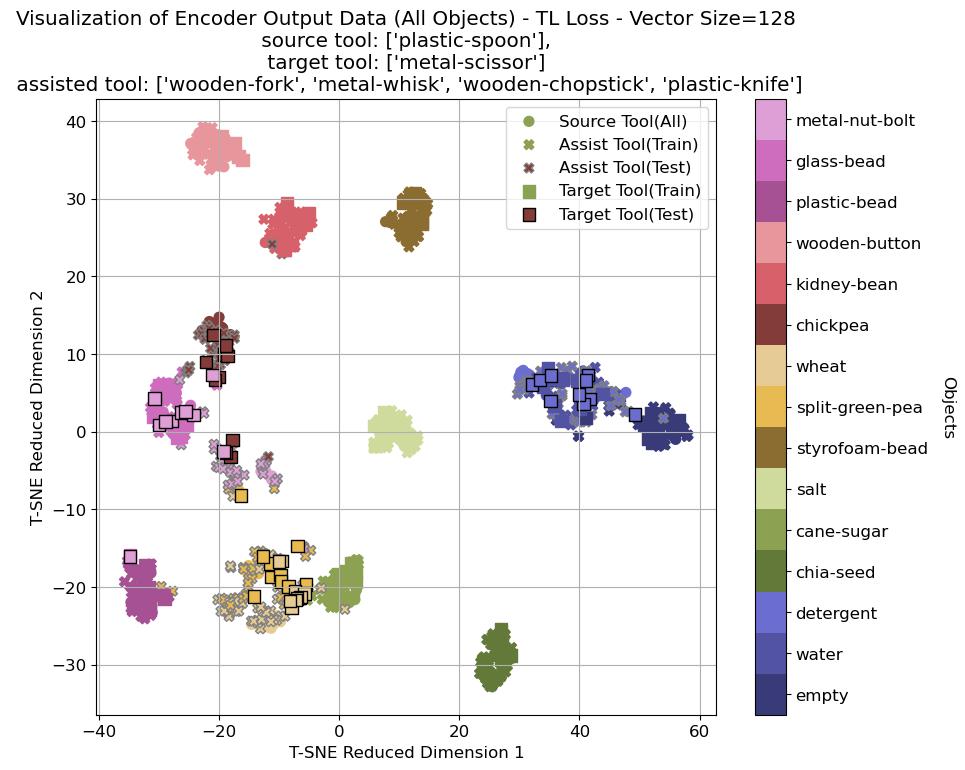 Visualization of Encoder Output Data (All Objects) - TL Loss - Vector Size=128
source tool: ['plastic-spoon'],
target tool: ['metal-scissor']
assisted tool: ['wooden-fork', 'metal-whisk', 'wooden-chopstick', 'plastic-knife']
T-SNE Reduced Dimension 2
40
30
20
10
0
−10
−20
−30
−40
−20
0
20
40
60
T-SNE Reduced Dimension 1
Source Tool(All)
Assist Tool(Train)
Assist Tool(Test)
Target Tool(Train)
Target Tool(Test)
metal-nut-bolt
glass-bead
plastic-bead
wooden-button
kidney-bean
chickpea
wheat
split-green-pea
styrofoam-bead
salt
cane-sugar
chia-seed
detergent
water
empty
Objects